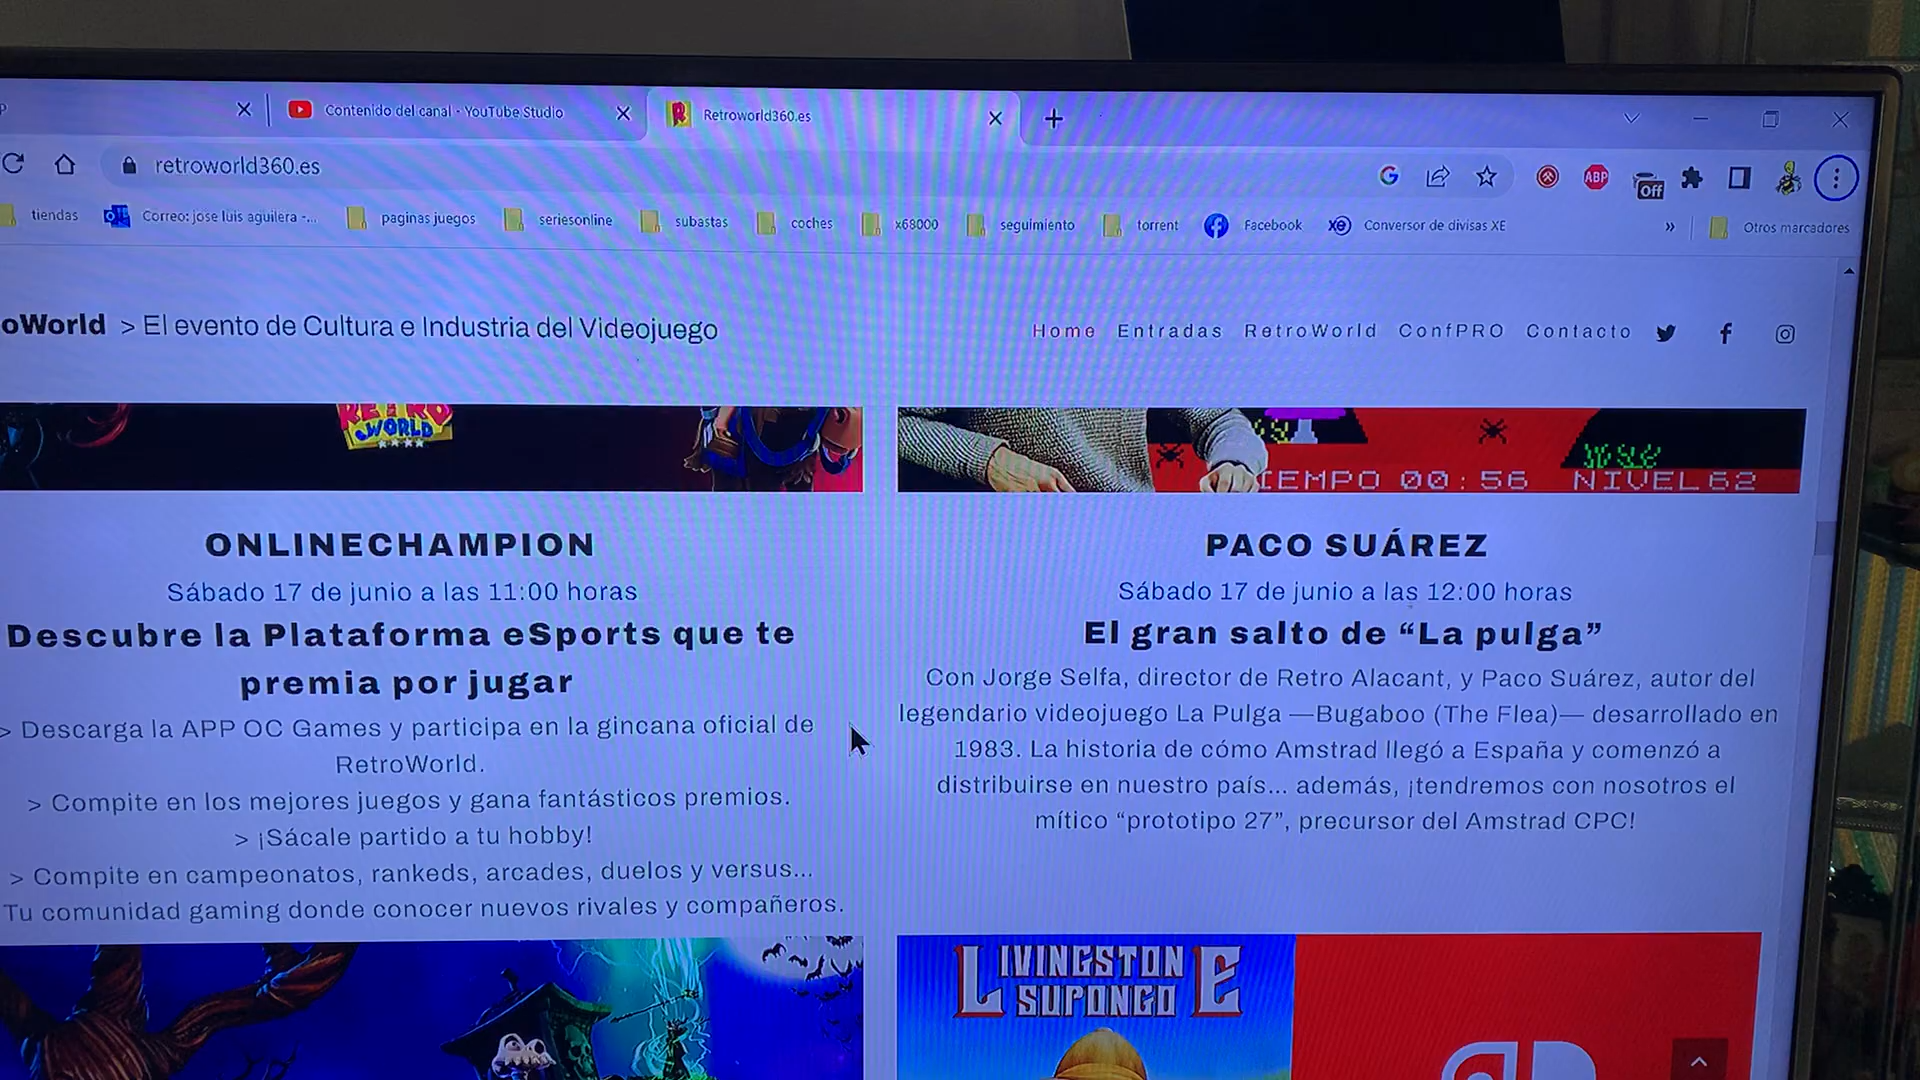 Contenido del canal - YouTube Studio
Retroworld360.es
retroworld360.es
ABP
Off
tiendas
Correo: jose luis aguilera -...
paginas juegos
seriesonline
subastas
coches
x68000
seguimiento
torrent
Facebook
Conversor de divisas XE
»
Otros marcadores
oWorld > El evento de Cultura e Industria del Videojuego
Home Entradas RetroWorld ConfPRO Contacto
RETRO
WORLD
IEMPO 00:56 NIVEL62
ONLINECHAMPION
Sábado 17 de junio a las 11:00 horas
Descubre la Plataforma eSports que te
premia por jugar
> Descarga la APP OC Games y participa en la gincana oficial de
RetroWorld.
> Compite en los mejores juegos y gana fantásticos premios.
> ¡Sácale partido a tu hobby!
> Compite en campeonatos, rankeds, arcades, duelos y versus...
Tu comunidad gaming donde conocer nuevos rivales y compañeros.
PACO SUÁREZ
Sábado 17 de junio a las 12:00 horas
El gran salto de “La pulga”
Con Jorge Selfa, director de Retro Alacant, y Paco Suárez, autor del
legendario videojuego La Pulga —Bugaboo (The Flea)— desarrollado en
1983. La historia de cómo Amstrad llegó a España y comenzó a
distribuirse en nuestro país... además, ¡tendremos con nosotros el
mítico “prototipo 27”, precursor del Amstrad CPC!
LIVINGSTON
SUPONGO